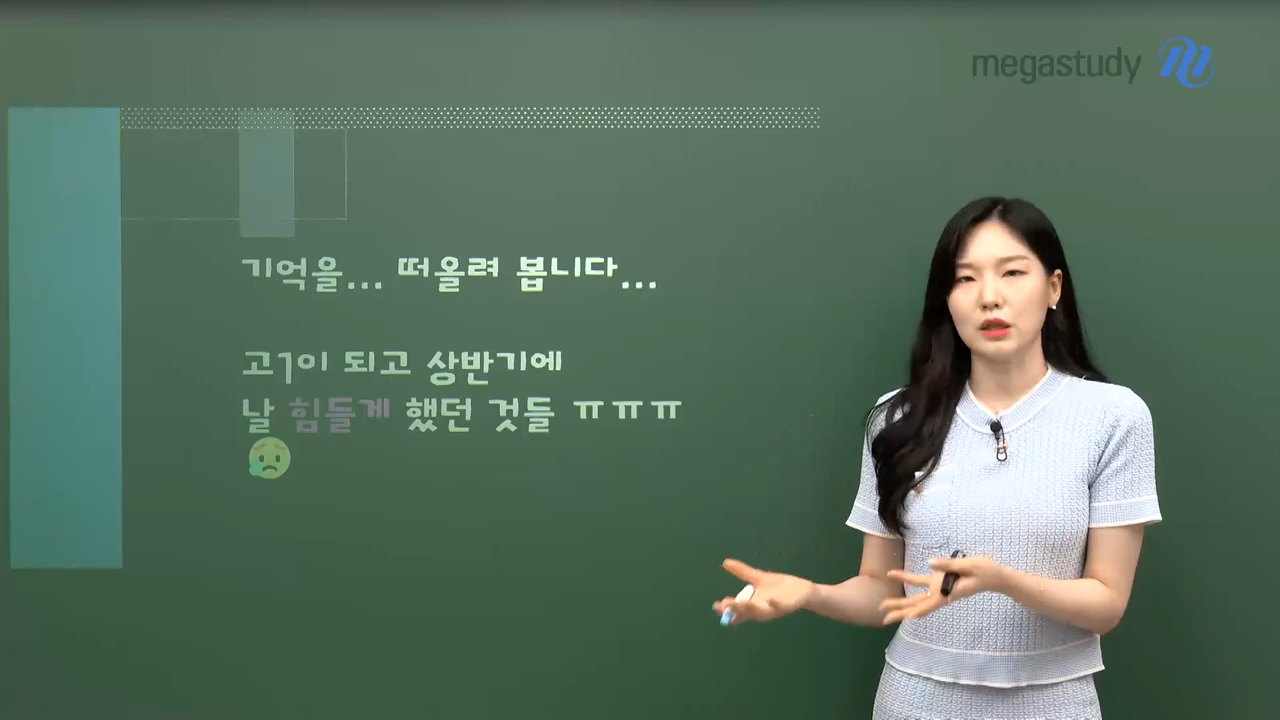 megastudy
기억을... 떠올려 봅니다...
고1이 되고 상반기에
날 힘들게 했던 것들 ㅠㅠㅠ